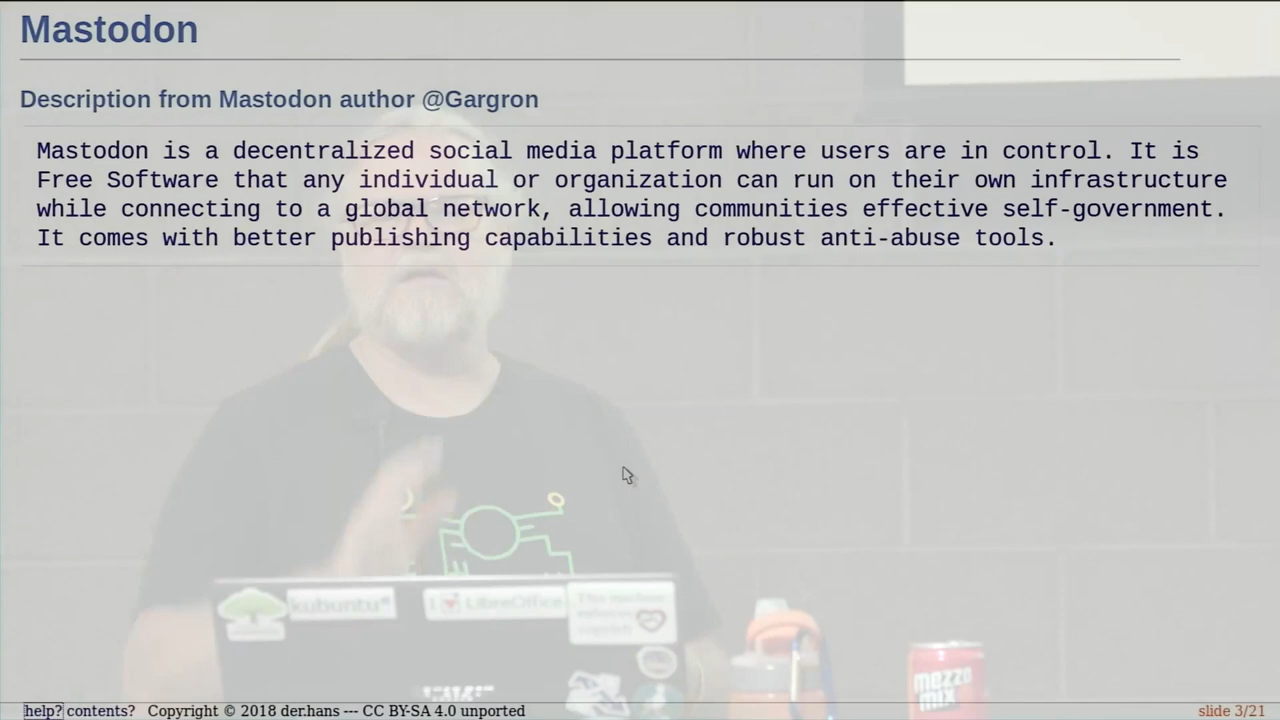 Mastodon
Description from Mastodon author @Gargron
Mastodon is a decentralized social media platform where users are in control. It is
Free Software that any individual or organization can run on their own infrastructure
while connecting to a global network, allowing communities effective self-government.
It comes with better publishing capabilities and robust anti-abuse tools.
kubuntu
I LibreOffice
This machine
mezzo
mix
help? contents? Copyright © 2018 der.hans --- CC BY-SA 4.0 unported
slide 3/21